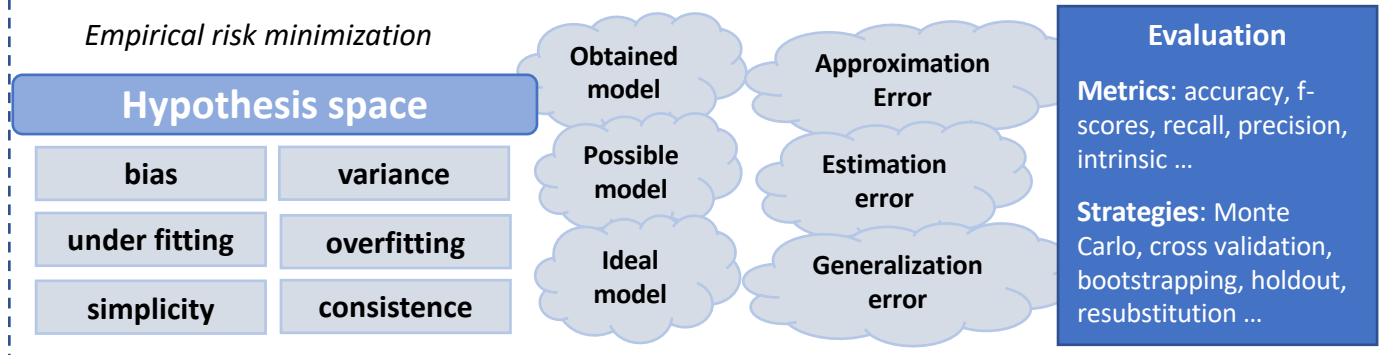 Empirical risk minimization
Hypothesis space
bias
variance
under fitting
overfitting
simplicity
consistence
Obtained
model
Possible
model
Ideal
model
Approximation
Error
Estimation
error
Generalization
error
Evaluation
Metrics: accuracy, f-
scores, recall, precision,
intrinsic ...
Strategies: Monte
Carlo, cross validation,
bootstrapping, holdout,
resubstitution ...